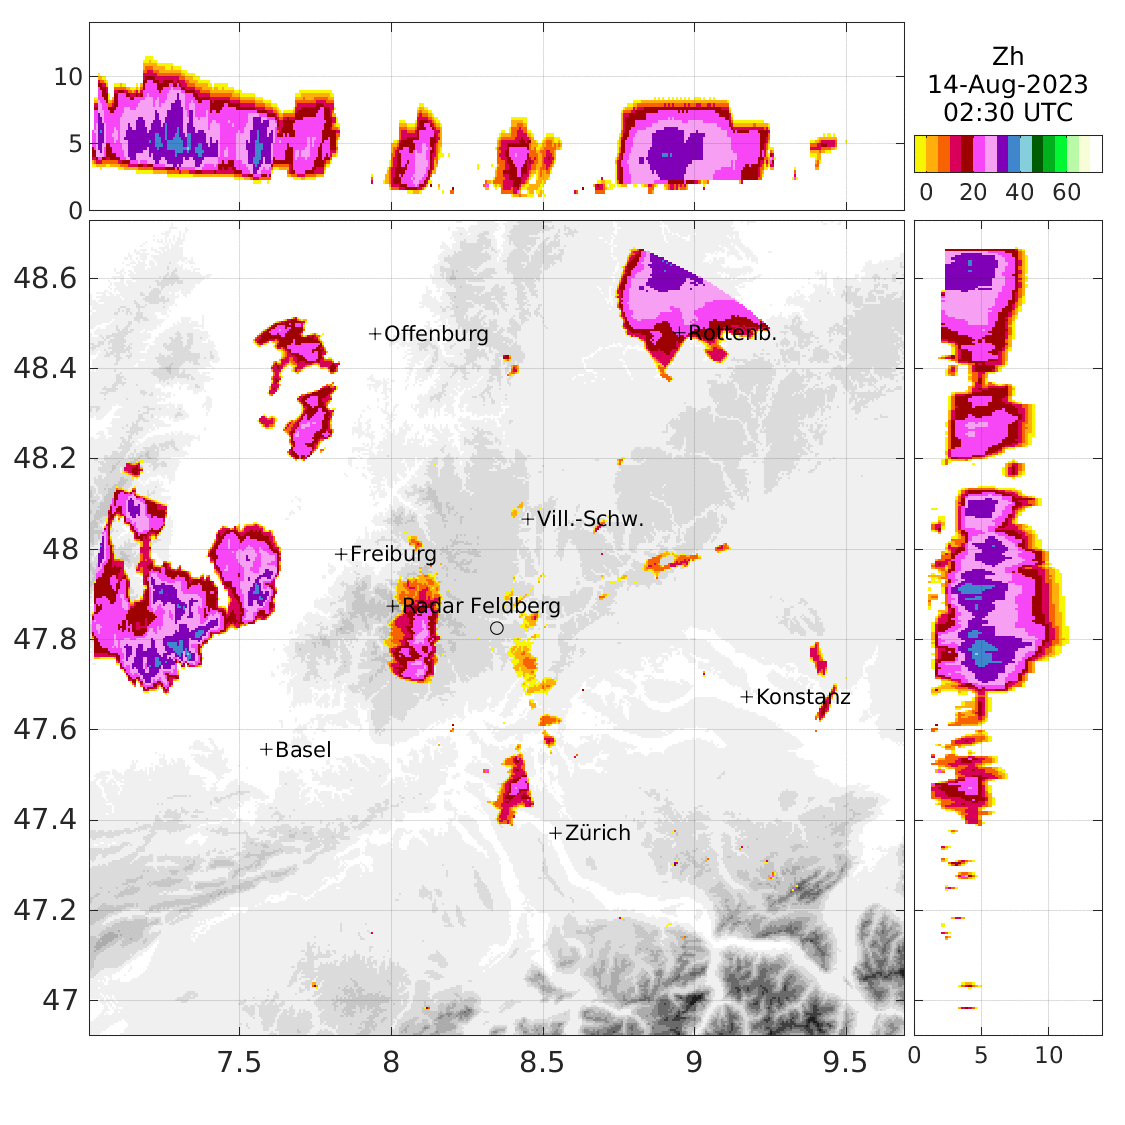 Zh
14-Aug-2023
02:30 UTC
0 20 40 60
10
5
0
48.6
48.4
48.2
48
47.8
47.6
47.4
47.2
47
+Offenburg
+Rottenb.
+Vill.-Schw.
+Freiburg
+Radar Feldberg
+Konstanz
+Basel
+Zürich
7.5 8 8.5 9 9.5
0 5 10